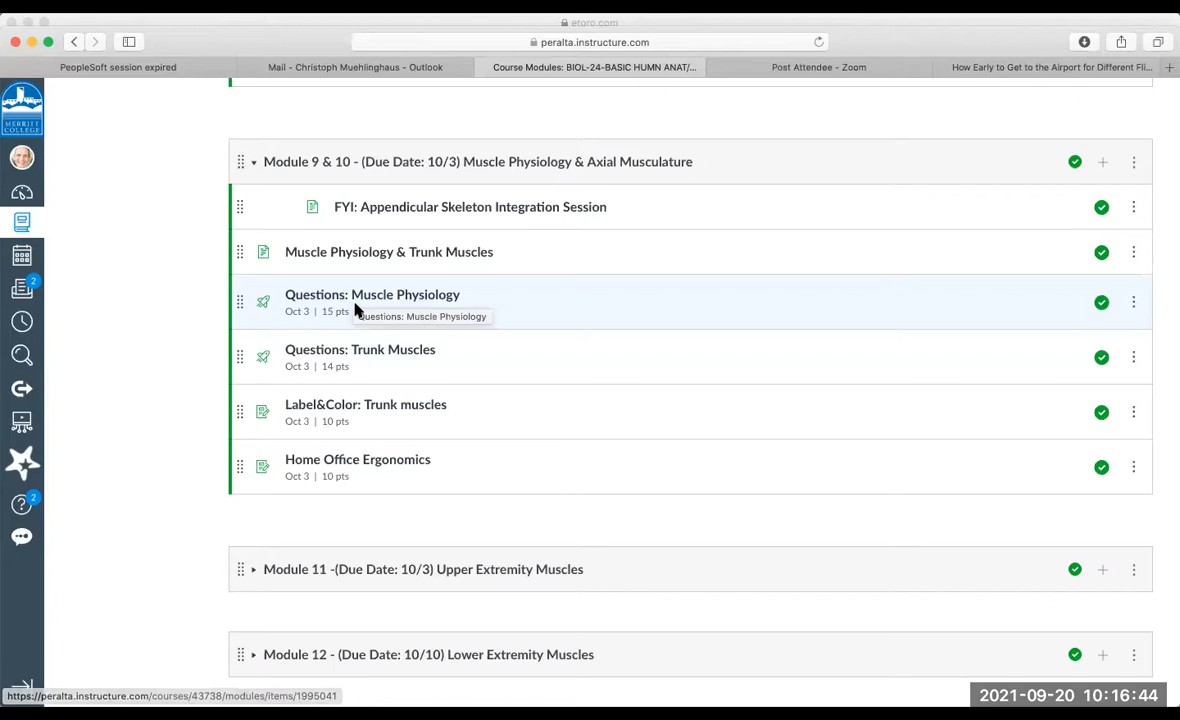 etoro.com
peralta.instructure.com
PeopleSoft session expired
Mail - Christoph Muehlinghaus - Outlook
Course Modules: BIOL-24-BASIC HUMN ANAT/...
Post Attendee - Zoom
How Early to Get to the Airport for Different Fli...
MERRITT COLLEGE
Module 9 & 10 - (Due Date: 10/3) Muscle Physiology & Axial Musculature
FYI: Appendicular Skeleton Integration Session
Muscle Physiology & Trunk Muscles
Questions: Muscle Physiology
Oct 3 | 15 pts
Questions: Muscle Physiology
Questions: Trunk Muscles
Oct 3 | 14 pts
Label&Color: Trunk muscles
Oct 3 | 10 pts
Home Office Ergonomics
Oct 3 | 10 pts
2
2
Module 11 -(Due Date: 10/3) Upper Extremity Muscles
Module 12 - (Due Date: 10/10) Lower Extremity Muscles
https://peralta.instructure.com/courses/43738/modules/items/1995041
2021-09-20 10:16:44